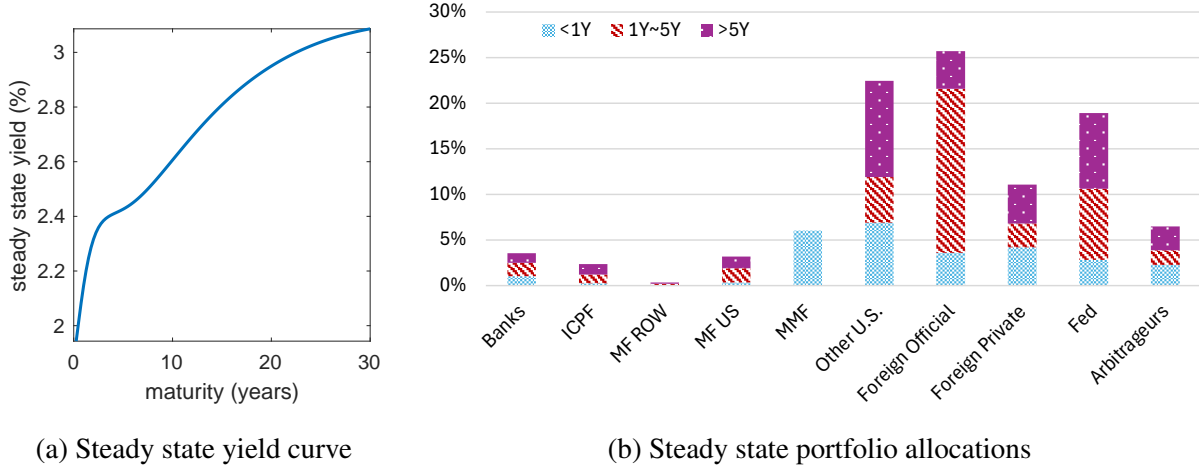 steady state yield (%)
3
2.8
2.6
2.4
2.2
2
0
10
20
30
maturity (years)
(a) Steady state yield curve
30%
25%
20%
15%
10%
5%
0%
<1Y
1Y~5Y
>5Y
Banks
ICPF
MF ROW
MF US
MMF
Other U.S.
Foreign Official
Foreign Private
Fed
Arbitrageurs
(b) Steady state portfolio allocations